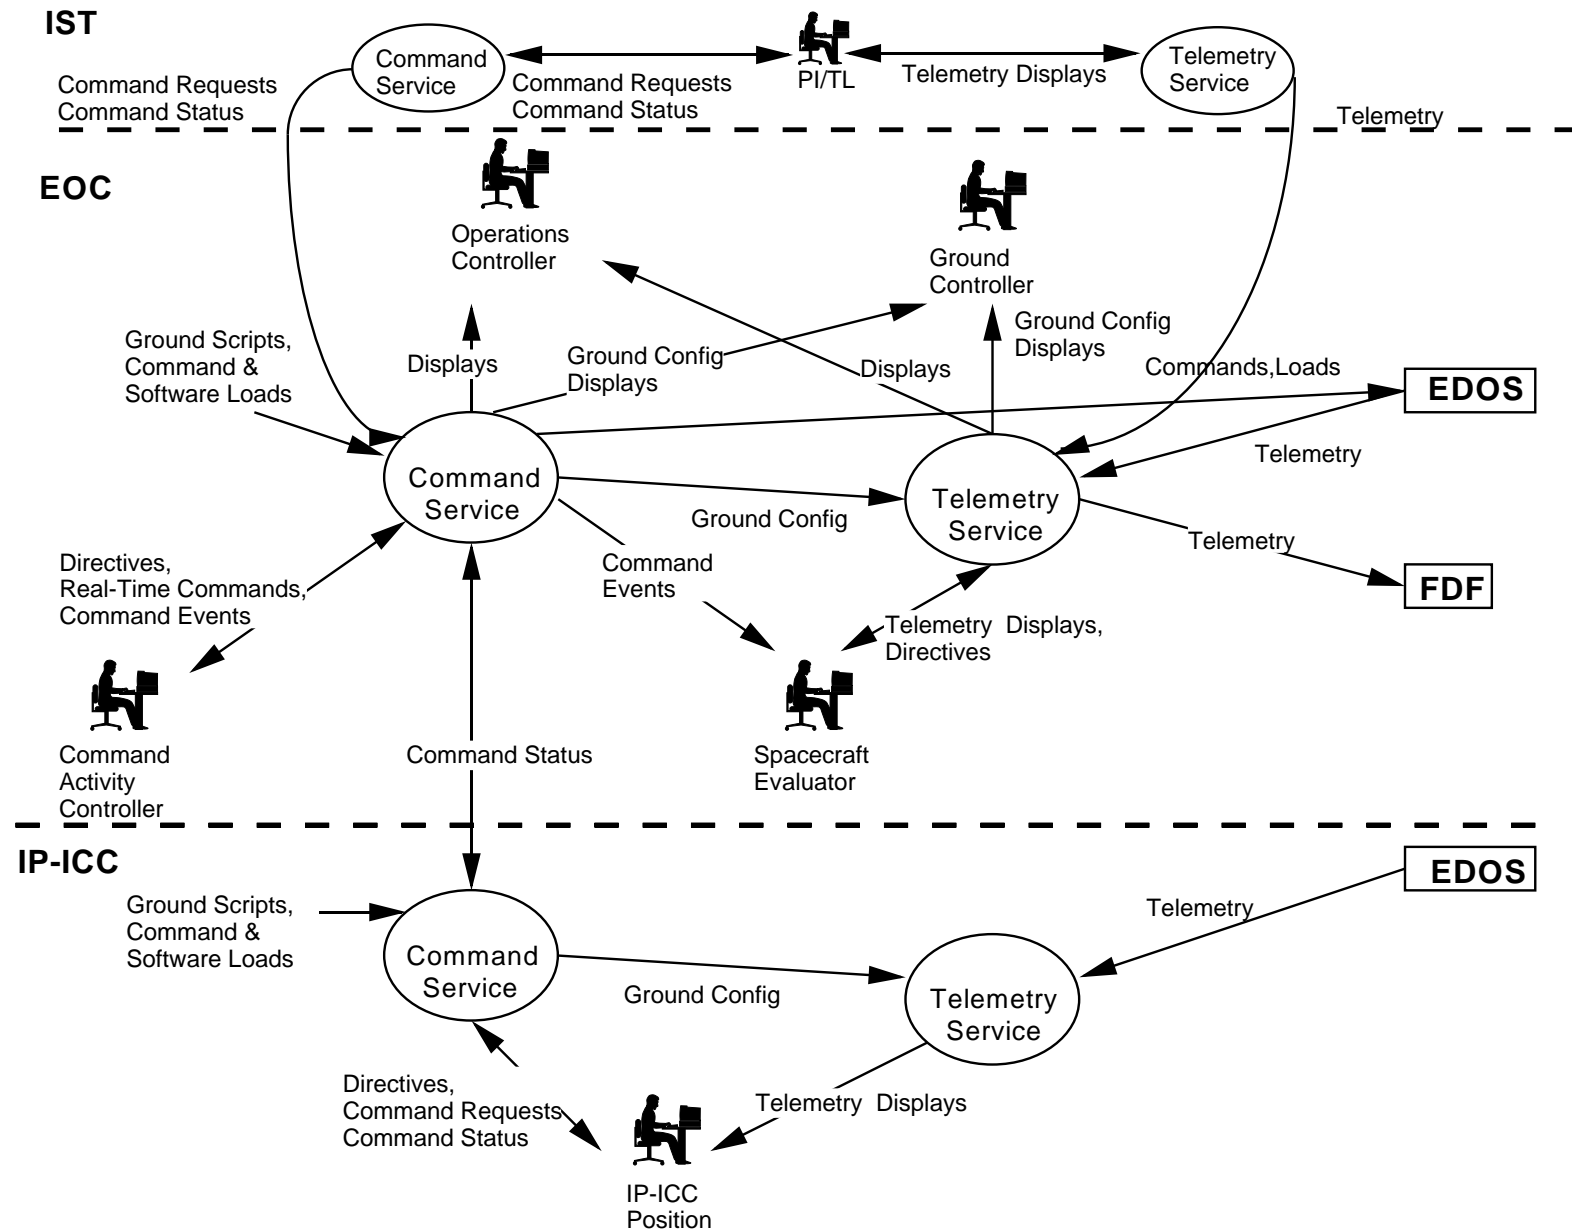 IST
Command
Service
Command Requests
Command Status
PI/TL
Telemetry Displays
Telemetry
Service
Command Requests
Command Status
Telemetry
EOC
Operations
Controller
Ground
Controller
Ground Scripts,
Command &
Software Loads
Displays
Ground Config
Displays
Displays
Ground Config
Displays
Commands,Loads
EDOS
Telemetry
Command
Service
Ground Config
Telemetry
Service
Telemetry
FDF
Directives,
Real-Time Commands,
Command Events
Command
Events
Telemetry Displays,
Directives
Command
Activity
Controller
Command Status
Spacecraft
Evaluator
IP-ICC
EDOS
Ground Scripts,
Command &
Software Loads
Telemetry
Command
Service
Ground Config
Telemetry
Service
Directives,
Command Requests
Command Status
Telemetry Displays
IP-ICC
Position